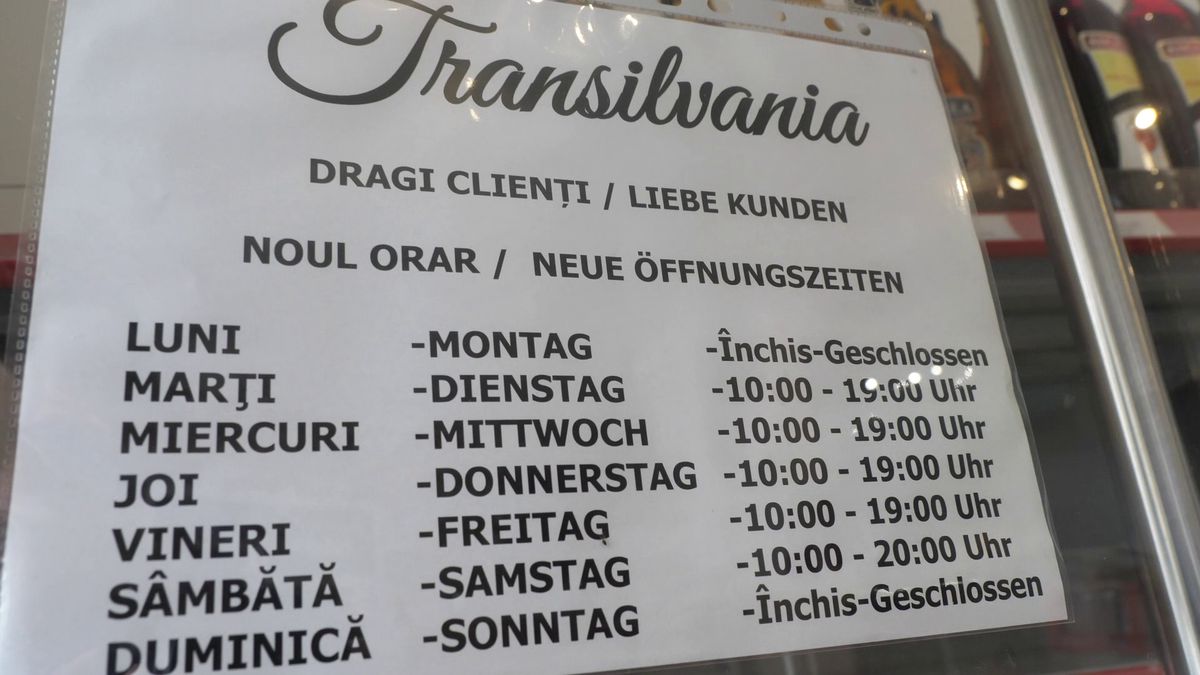 Transilvania
DRAGI CLIENȚI / LIEBE KUNDEN
NOUL ORAR / NEUE ÖFFNUNGSZEITEN
LUNI -MONTAG -Închis-Geschlossen
MARŢI -DIENSTAG -10:00 - 19:00 Uhr
MIERCURI -MITTWOCH -10:00 - 19:00 Uhr
JOI -DONNERSTAG -10:00 - 19:00 Uhr
VINERI -FREITAG -10:00 - 19:00 Uhr
SÂMBĂTĂ -SAMSTAG -10:00 - 20:00 Uhr
DUMINICĂ -SONNTAG -Închis-Geschlossen